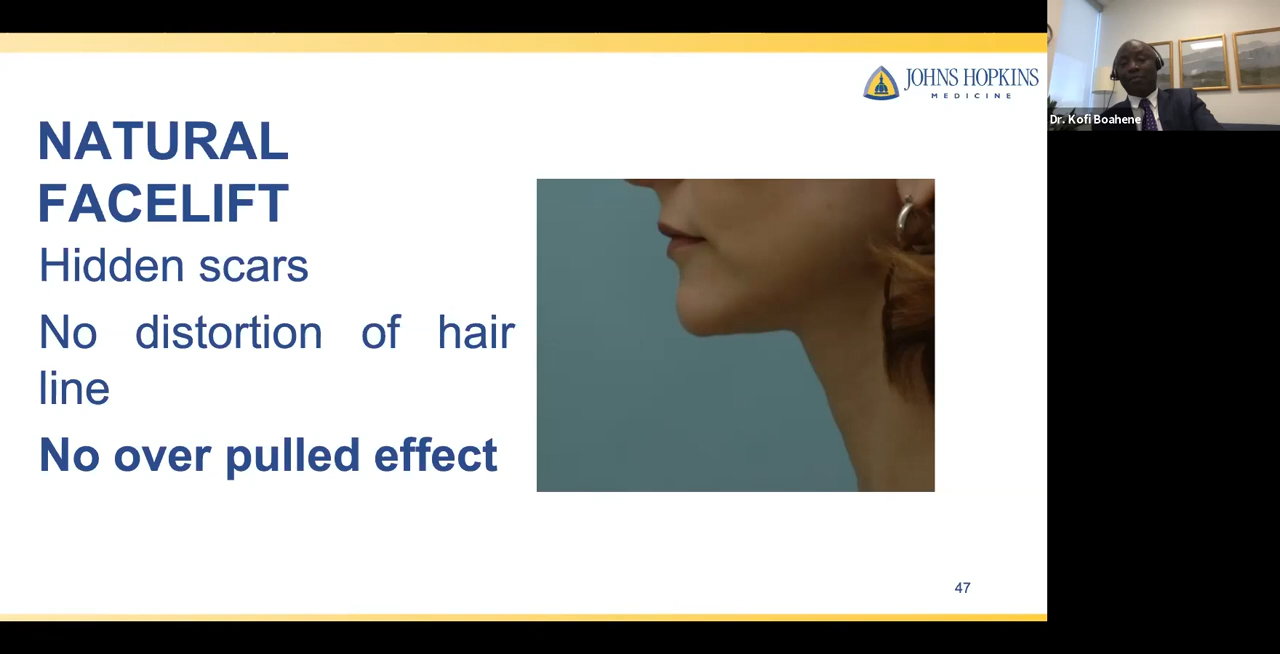 JOHNS HOPKINS
MEDICINE
Dr. Kofi Boahene
NATURAL
FACELIFT
Hidden scars
No distortion of hair
line
No over pulled effect
47